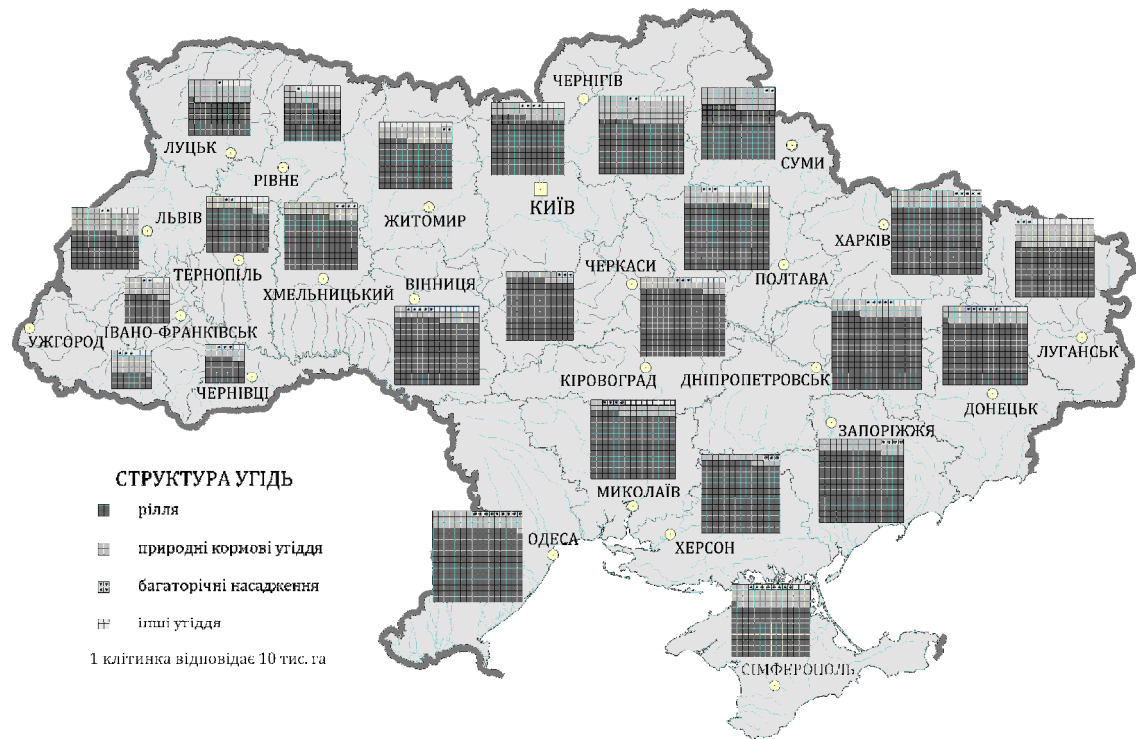 ЧЕРНІГІВ
ЛУЦЬК
СУМИ
РІВНЕ
КИЇВ
ЛЬВІВ
ЖИТОМИР
ХАРКІВ
ТЕРНОПІЛЬ
ЧЕРКАСИ
ПОЛТАВА
ХМЕЛЬНИЦЬКИЙ
ВІННИЦЯ
УЖГОРОД
ІВАНО-ФРАНКІВСЬК
ЛУГАНСЬК
КІРОВОГРАД
ДНІПРОПЕТРОВСЬК
ЧЕРНІВЦІ
ДОНЕЦЬК
ЗАПОРІЖЖЯ
СТРУКТУРА УГІДЬ
МИКОЛАЇВ
рілля
ОДЕСА
ХЕРСОН
природні кормові угіддя
багаторічні насадження
інші угіддя
1 клітинка відповідає 10 тис. га
СІМФЕРОПОЛЬ